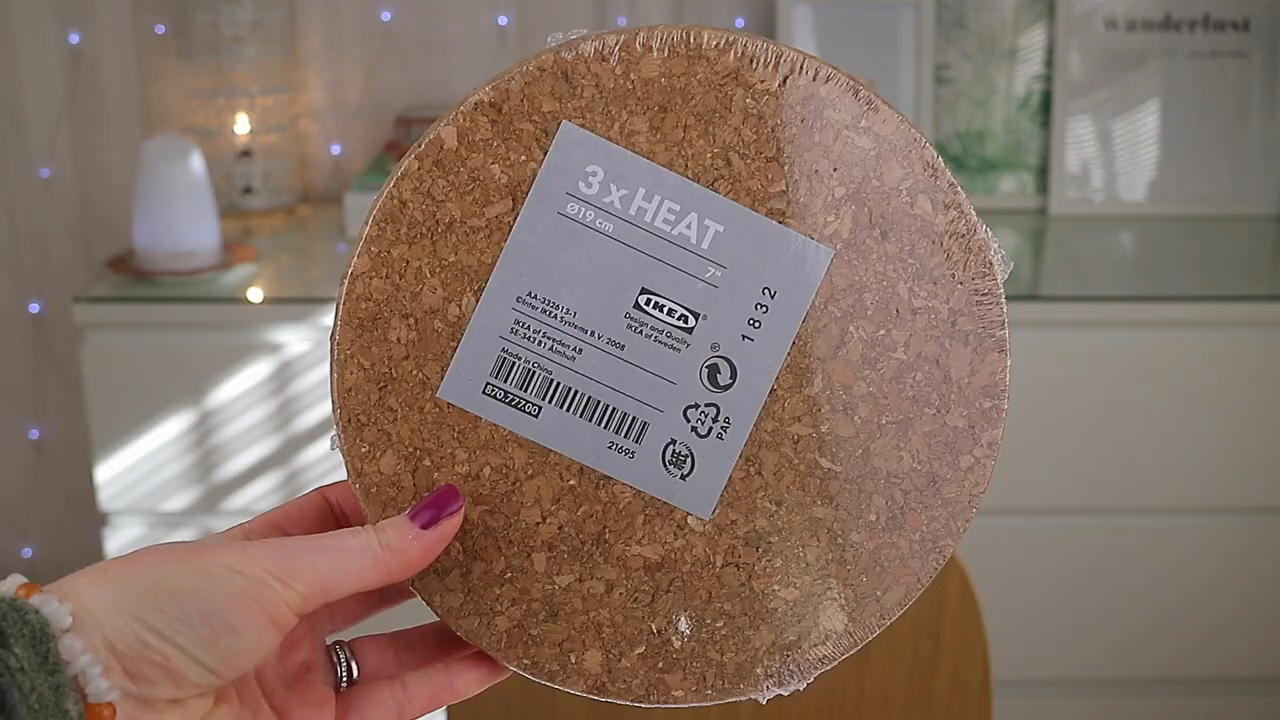 wanderlust
3 x HEAT
Ø19 cm
7"
AA-332613-1
©Inter IKEA Systems B.V. 2008
IKEA of Sweden AB
SE-343 81 Älmhult
Made in China
870.777.00
21695
IKEA®
Design and Quality
IKEA of Sweden
1832
®
22
PAP